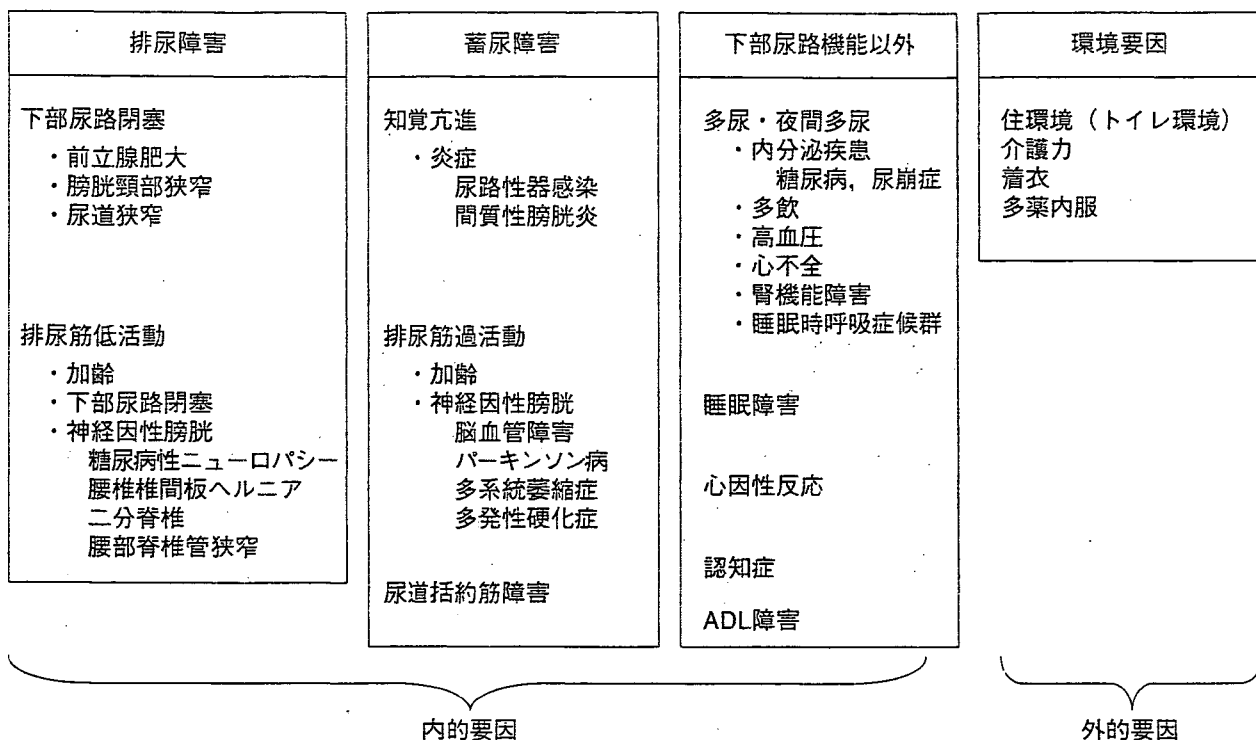 排尿障害
下部尿路閉塞
・前立腺肥大
・膀胱頸部狭窄
・尿道狭窄
排尿筋低活動
・加齢
・下部尿路閉塞
・神経因性膀胱
糖尿病性ニューロパシー
腰椎椎間板ヘルニア
二分脊椎
腰部脊椎管狭窄
蓄尿障害
知覚亢進
・炎症
尿路性器感染
間質性膀胱炎
排尿筋過活動
・加齢
・神経因性膀胱
脳血管障害
パーキンソン病
多系統萎縮症
多発性硬化症
尿道括約筋障害
下部尿路機能以外
多尿・夜間多尿
・内分泌疾患
糖尿病，尿崩症
・多飲
・高血圧
・心不全
・腎機能障害
・睡眠時呼吸症候群
睡眠障害
心因性反応
認知症
ADL障害
環境要因
住環境（トイレ環境）
介護力
着衣
多薬内服
内的要因
外的要因